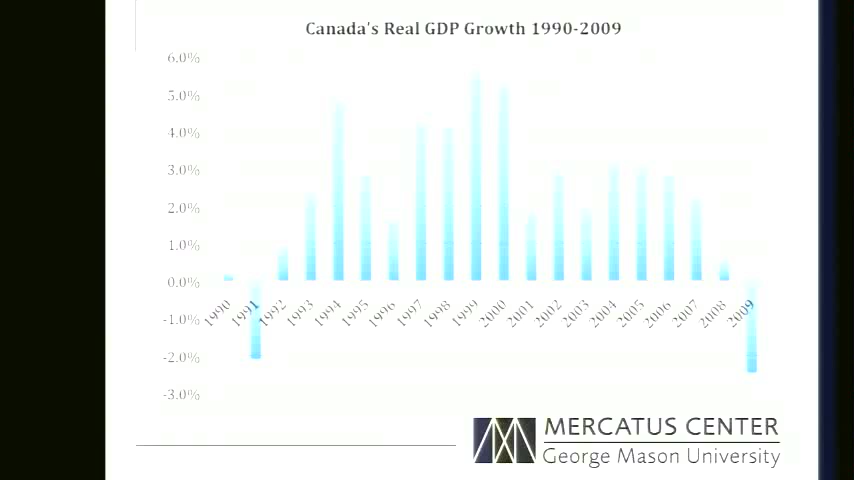 Canada's Real GDP Growth 1990-2009
6.0%
5.0%
4.0%
3.0%
2.0%
1.0%
0.0%
-1.0%
-2.0%
-3.0%
1990 1991 1992 1993 1994 1995 1996 1997 1998 1999 2000 2001 2002 2003 2004 2005 2006 2007 2008 2009
MERCATUS CENTER
George Mason University